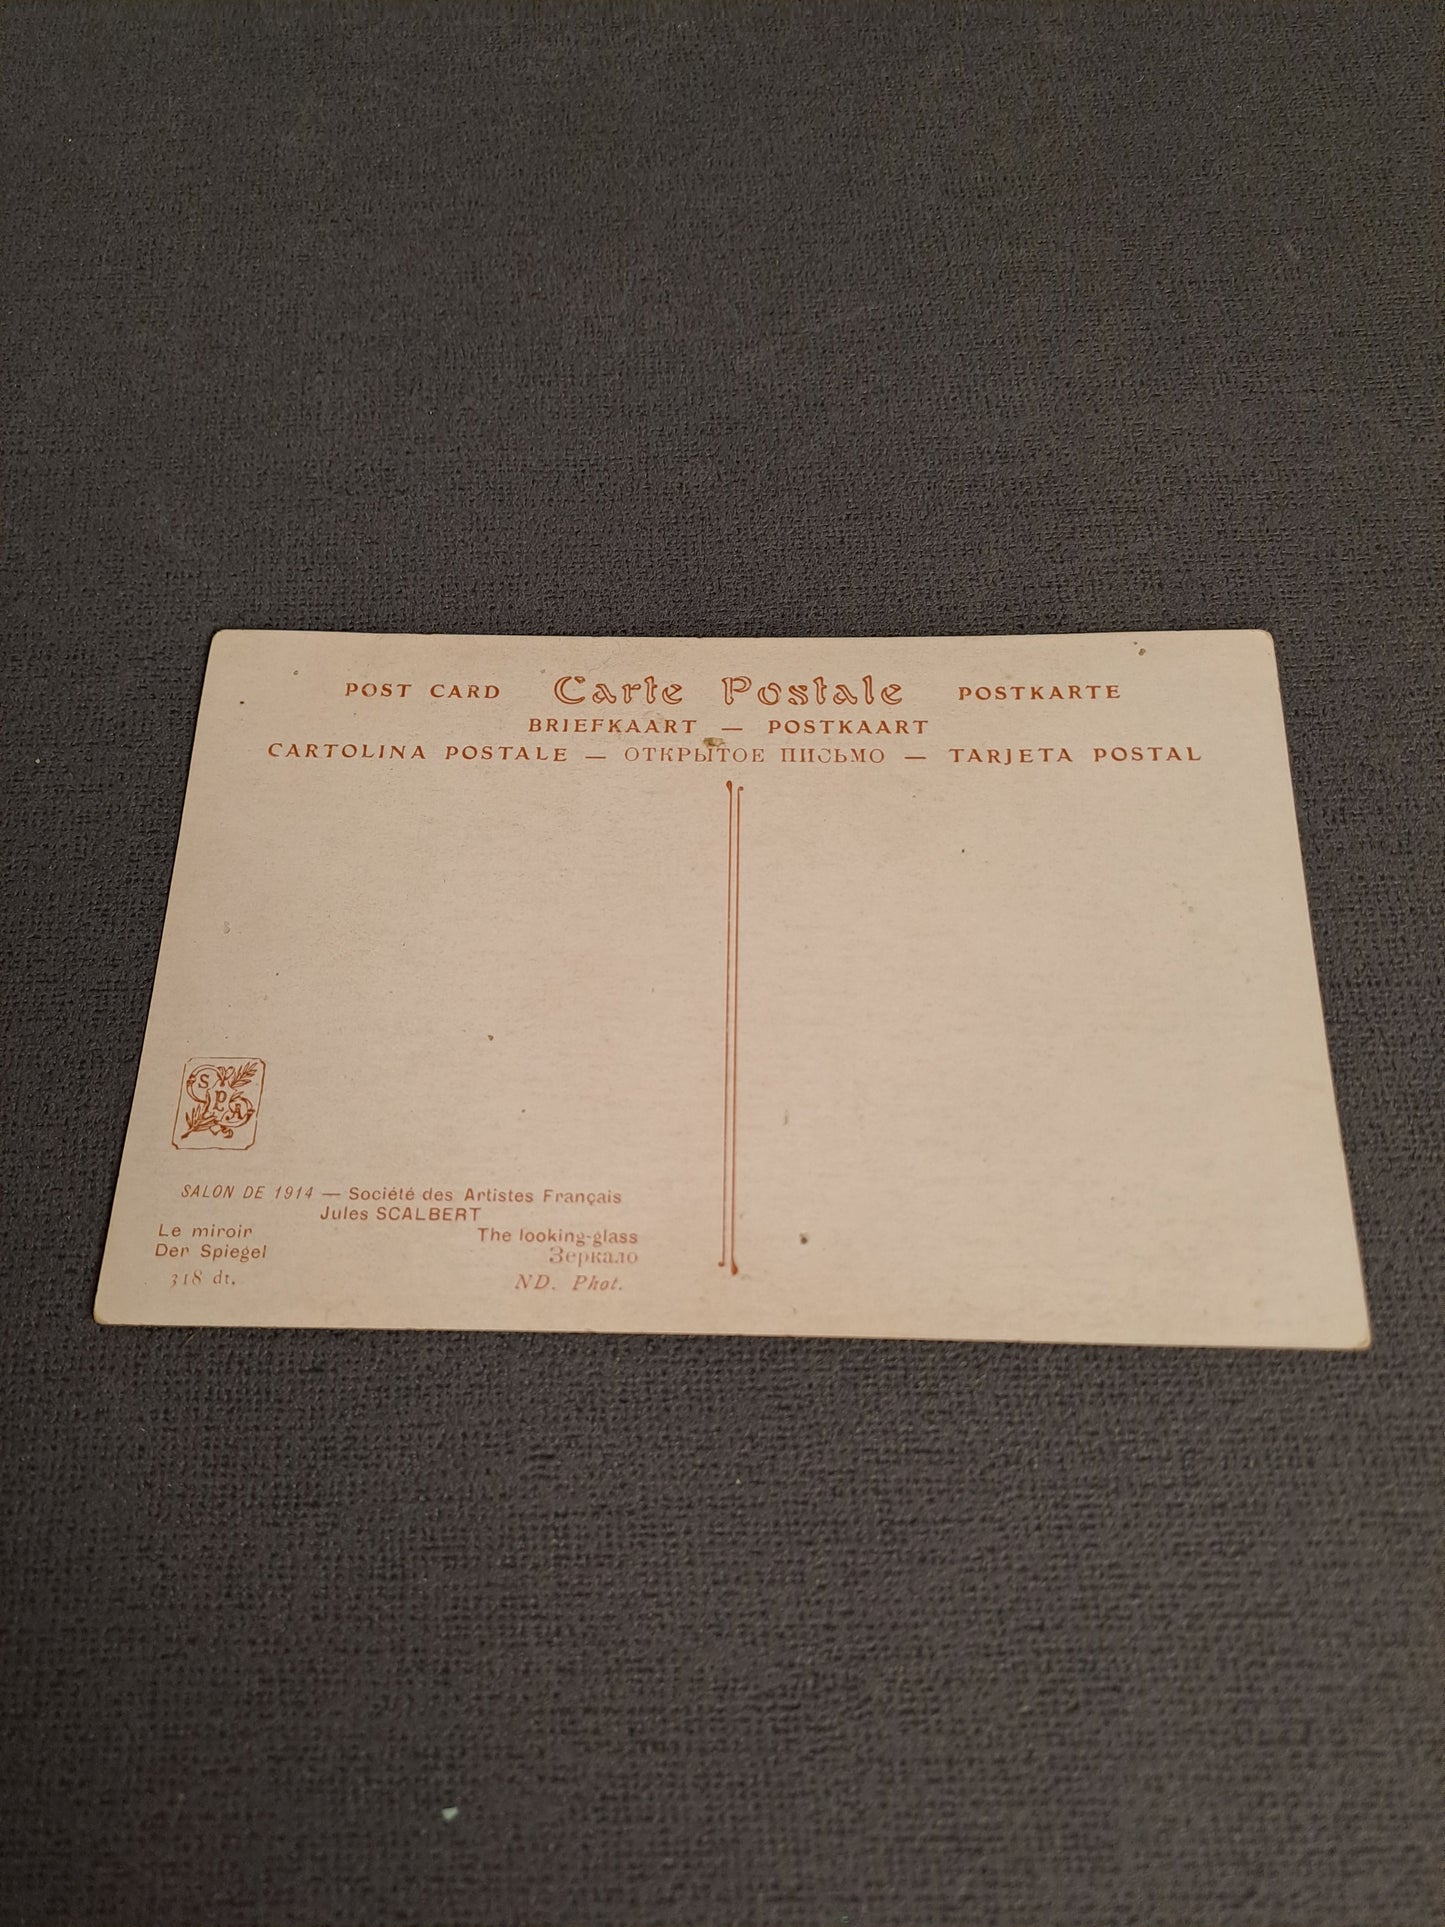 POST CARD Carte Postale POSTKARTE
BRIEFKAART — POSTKAART
CARTOLINA POSTALE — ОТКРЫТОЕ ПИСЬМО — TARJETA POSTAL
S P A
SALON DE 1914 — Société des Artistes Français
Jules SCALBERT
Le miroir The looking-glass
Der Spiegel Зеркало
318 dt. ND. Phot.